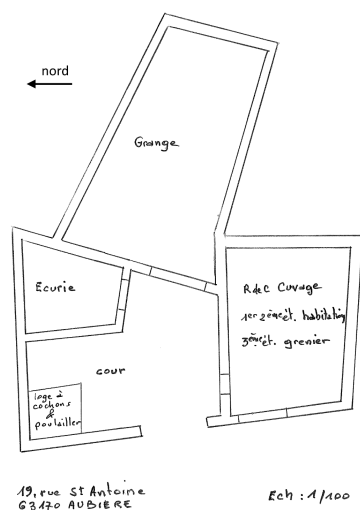 nord
Grange
Ecurie
RdeC Cuvage
1er 2ème ét. habitation
3ème ét. grenier
cour
loge à
cochons
&
poulailler
19, rue St Antoine
63170 AUBIERE
Ech : 1/100